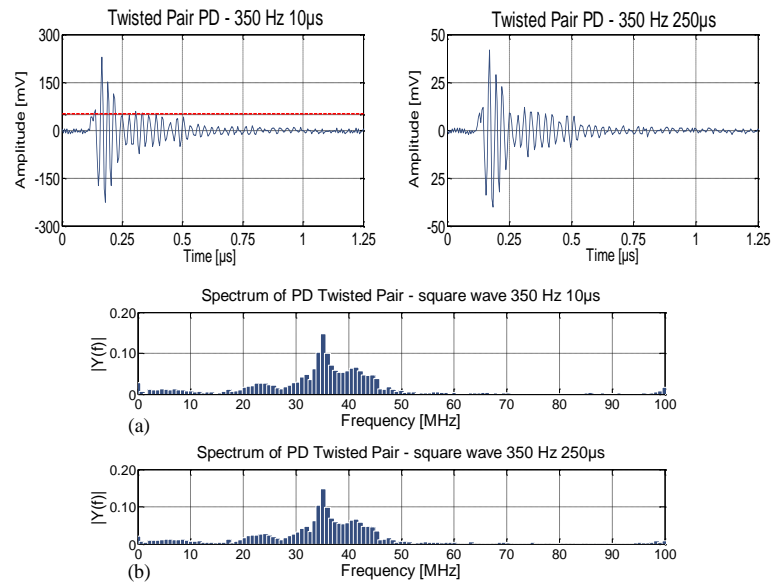 Twisted Pair PD - 350 Hz 10µs
Amplitude [mV]
300
150
0
-150
-300
0 0.25 0.5 0.75 1 1.25
Time [µs]
Twisted Pair PD - 350 Hz 250µs
Amplitude [mV]
50
25
0
25
50
0 0.25 0.5 0.75 1 1.25
Time [µs]
Spectrum of PD Twisted Pair - square wave 350 Hz 10µs
|Y(f)|
0.20
0.10
0
0 10 20 30 40 50 60 70 80 90 100
Frequency [MHz]
(a)
Spectrum of PD Twisted Pair - square wave 350 Hz 250µs
|Y(f)|
0.20
0.10
0
0 10 20 30 40 50 60 70 80 90 100
Frequency [MHz]
(b)